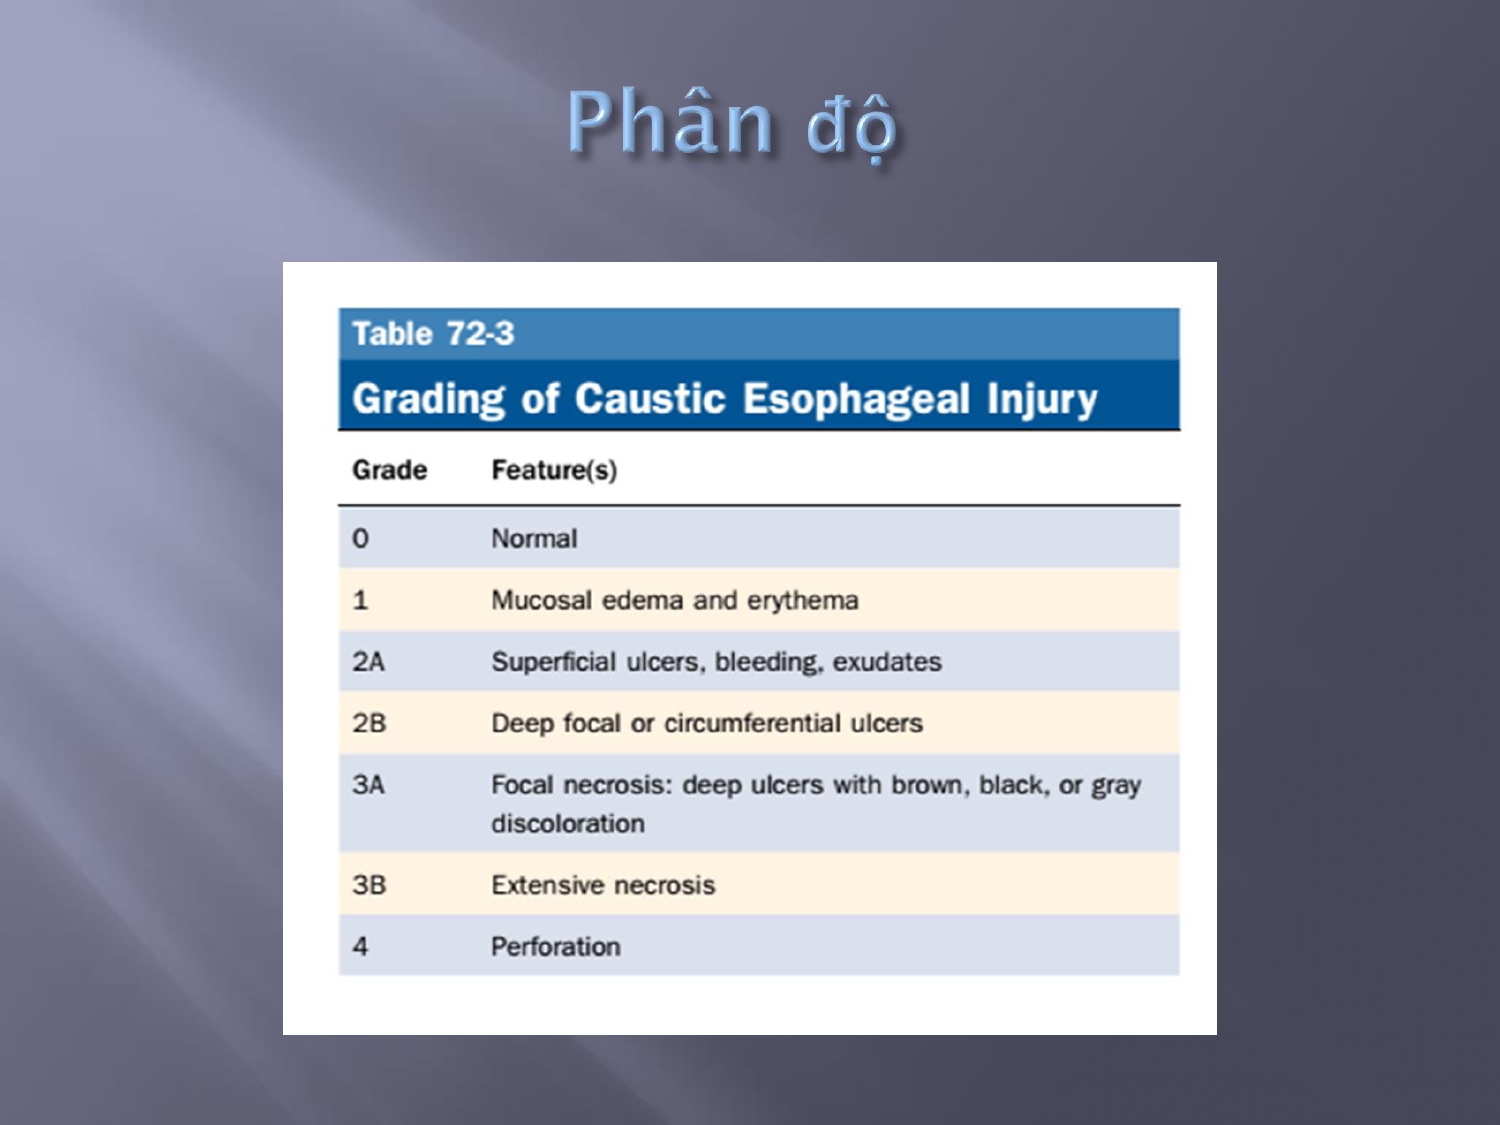 Phân độ
Table 72-3
Grading of Caustic Esophageal Injury
Grade Feature(s)
0 Normal
1 Mucosal edema and erythema
2A Superficial ulcers, bleeding, exudates
2B Deep focal or circumferential ulcers
3A Focal necrosis: deep ulcers with brown, black, or gray
discoloration
3B Extensive necrosis
4 Perforation